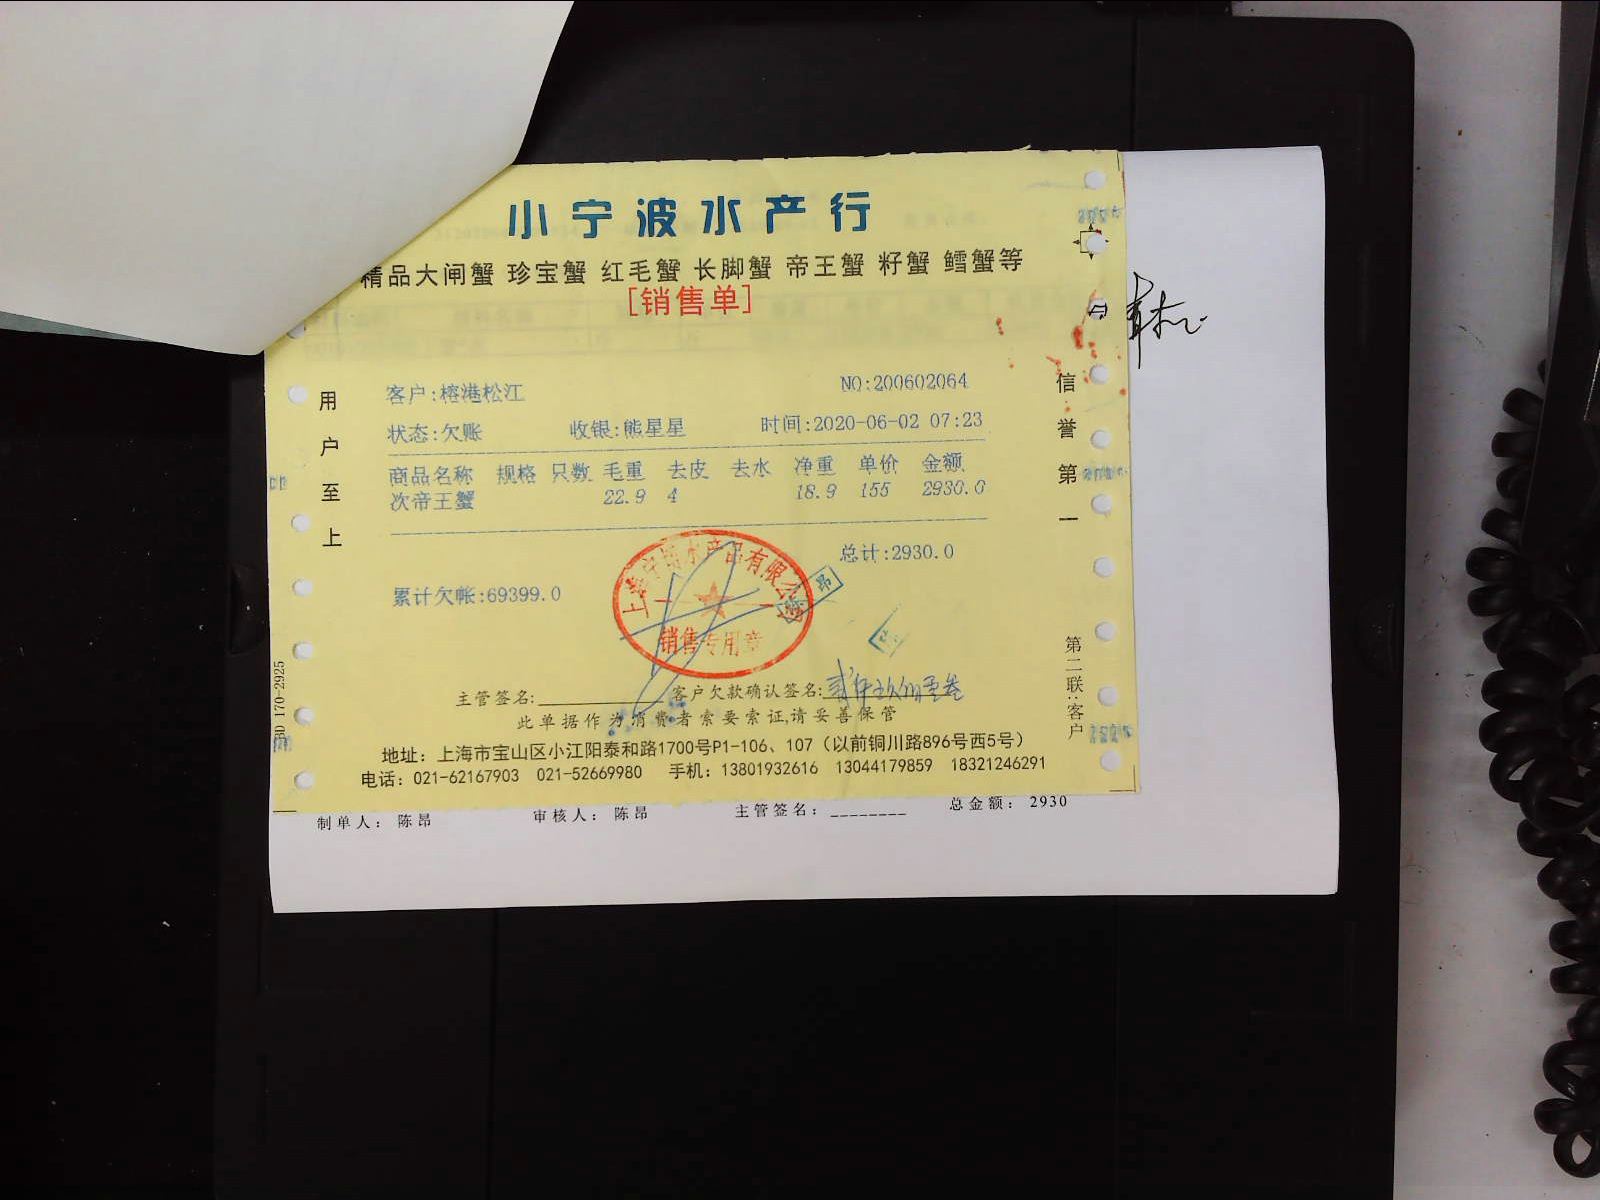 小宁波水产行
精品大闸蟹 珍宝蟹 红毛蟹 长脚蟹 帝王蟹 籽蟹 鳕蟹等
[销售单]
客户:榕港松江 NO:200602064
状态:欠账 收银:熊星星 时间:2020-06-02 07:23
商品名称 规格 只数 毛重 去皮 去水 净重 单价 金额
次帝王蟹 22.9 4 18.9 155 2930.0
总计:2930.0
累计欠帐:69399.0
销售专用章
主管签名: 客户欠款确认签名:
此单据作为消费者索要索证,请妥善保管
地址：上海市宝山区小江阳泰和路1700号P1-106、107（以前铜川路896号西5号）
电话：021-62167903 021-52669980 手机：13801932616 13044179859 18321246291
用户至上
信誉第一
第二联:客户
170-2925
制单人： 陈昂 审核人： 陈昂 主管签名：________ 总金额： 2930